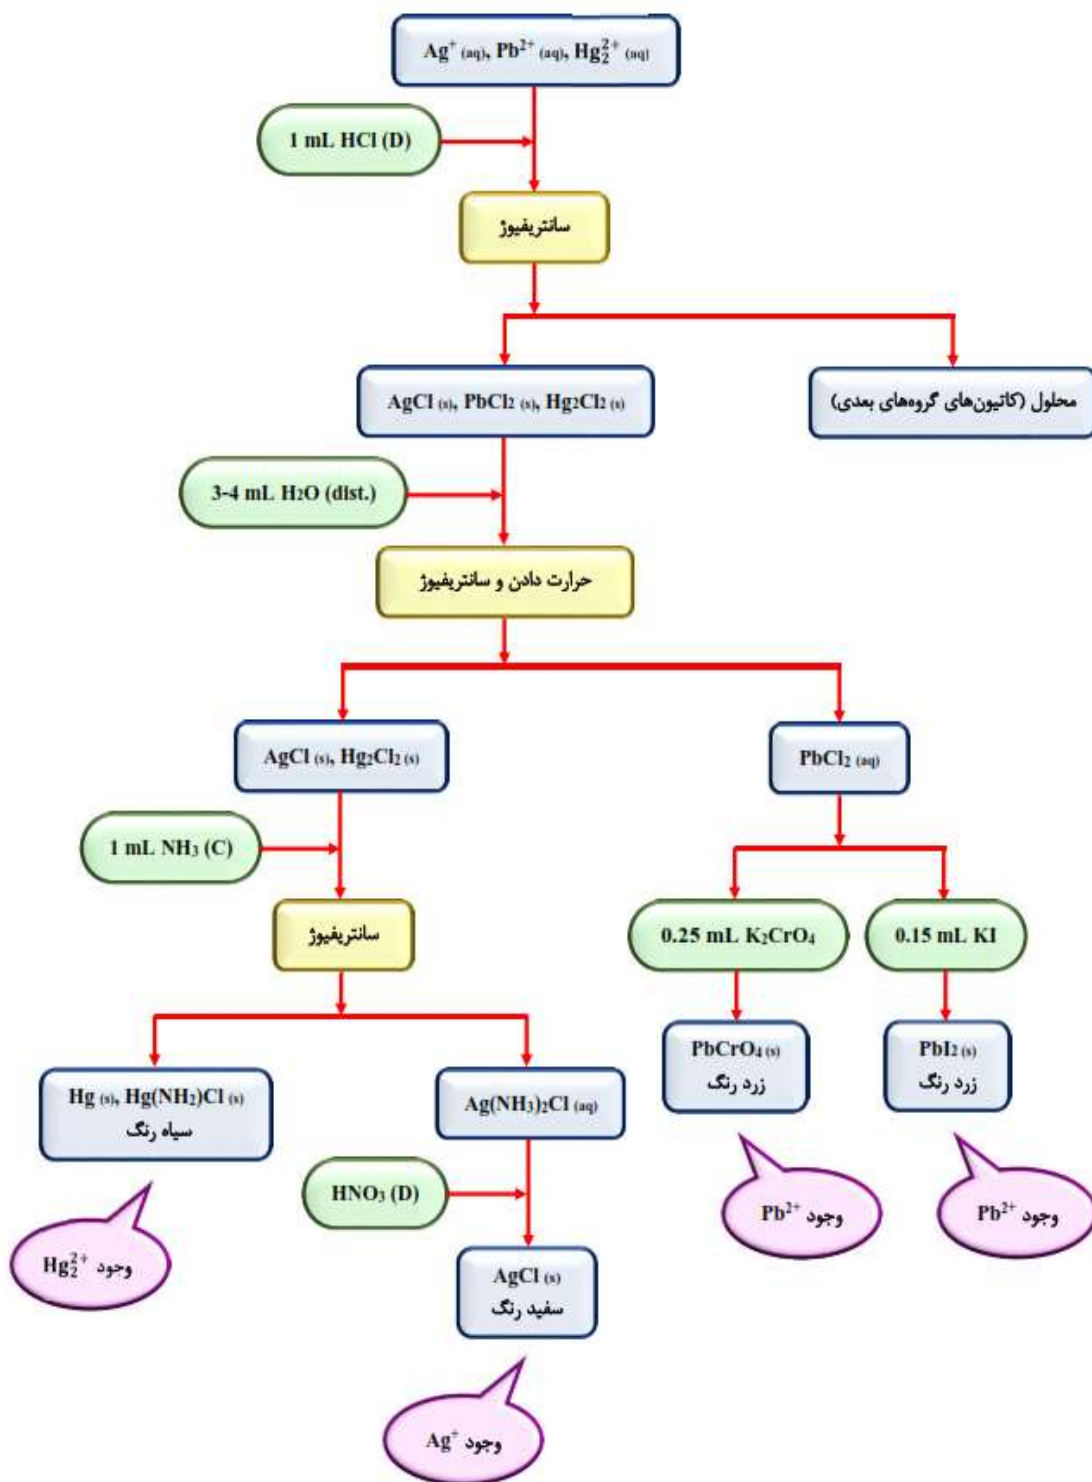 Ag⁺ (aq), Pb²⁺ (aq), Hg₂²⁺ (aq)
1 mL HCl (D)
سانتریفیوژ
AgCl (s), PbCl₂ (s), Hg₂Cl₂ (s)
محلول (کاتیون‌های گروه‌های بعدی)
3-4 mL H₂O (dist.)
حرارت دادن و سانتریفیوژ
AgCl (s), Hg₂Cl₂ (s)
PbCl₂ (aq)
1 mL NH₃ (C)
سانتریفیوژ
0.25 mL K₂CrO₄
0.15 mL KI
PbCrO₄ (s)
زرد رنگ
PbI₂ (s)
زرد رنگ
Hg (s), Hg(NH₂)Cl (s)
سیاه رنگ
Ag(NH₃)₂Cl (aq)
HNO₃ (D)
وجود Pb²⁺
وجود Pb²⁺
وجود Hg₂²⁺
AgCl (s)
سفید رنگ
وجود Ag⁺